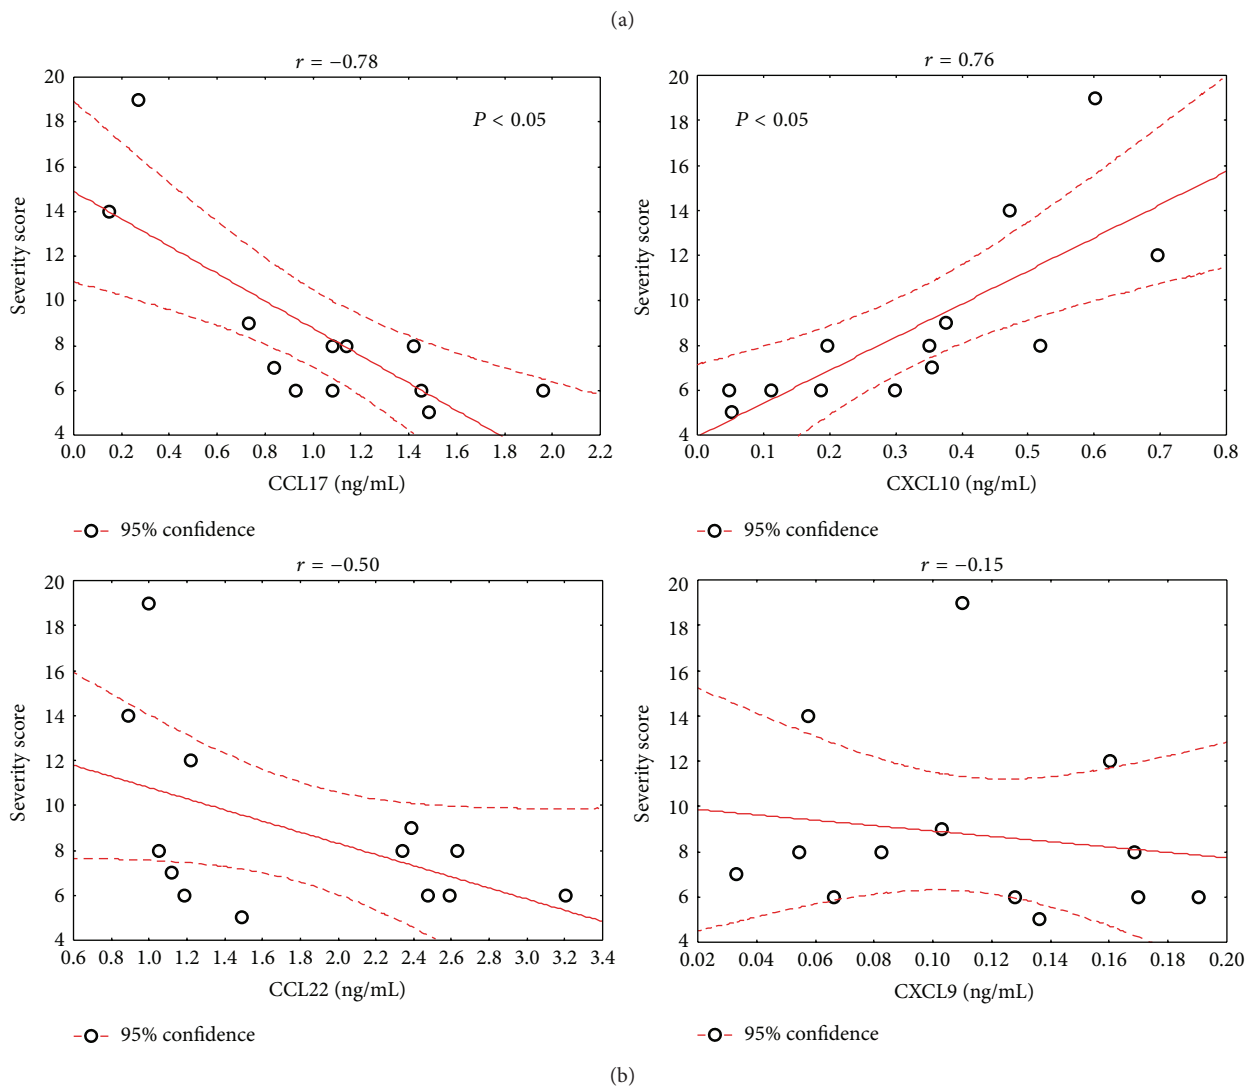 (a)
r = −0.78
20
18
16
14
12
10
8
6
4
Severity score
P < 0.05
0.0 0.2 0.4 0.6 0.8 1.0 1.2 1.4 1.6 1.8 2.0 2.2
CCL17 (ng/mL)
95% confidence
r = 0.76
20
18
16
14
12
10
8
6
4
Severity score
P < 0.05
0.0 0.1 0.2 0.3 0.4 0.5 0.6 0.7 0.8
CXCL10 (ng/mL)
95% confidence
r = −0.50
20
18
16
14
12
10
8
6
4
Severity score
0.6 0.8 1.0 1.2 1.4 1.6 1.8 2.0 2.2 2.4 2.6 2.8 3.0 3.2 3.4
CCL22 (ng/mL)
95% confidence
r = −0.15
20
18
16
14
12
10
8
6
4
Severity score
0.02 0.04 0.06 0.08 0.10 0.12 0.14 0.16 0.18 0.20
CXCL9 (ng/mL)
95% confidence
(b)